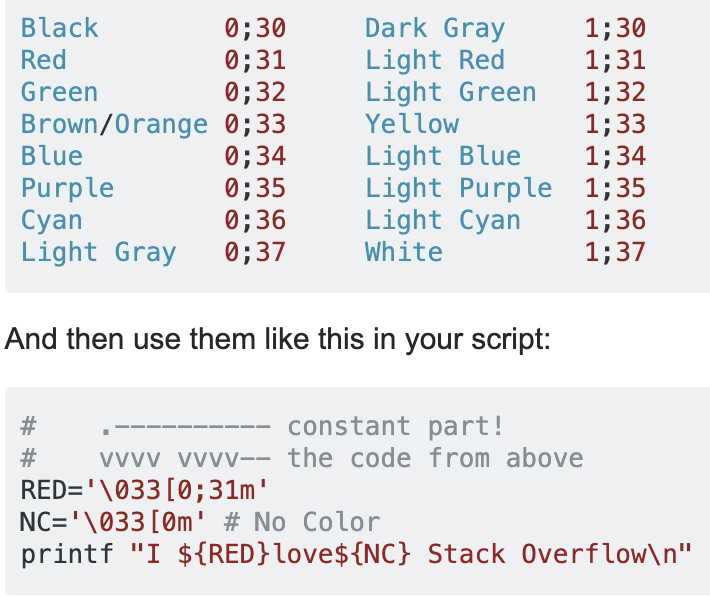 Black        0;30     Dark Gray     1;30
Red          0;31     Light Red     1;31
Green        0;32     Light Green   1;32
Brown/Orange 0;33     Yellow        1;33
Blue         0;34     Light Blue    1;34
Purple       0;35     Light Purple  1;35
Cyan         0;36     Light Cyan    1;36
Light Gray   0;37     White         1;37
And then use them like this in your script:
#    .---------- constant part!
#    vvvv vvvv-- the code from above
RED='\033[0;31m'
NC='\033[0m' # No Color
printf "I ${RED}love${NC} Stack Overflow\n"